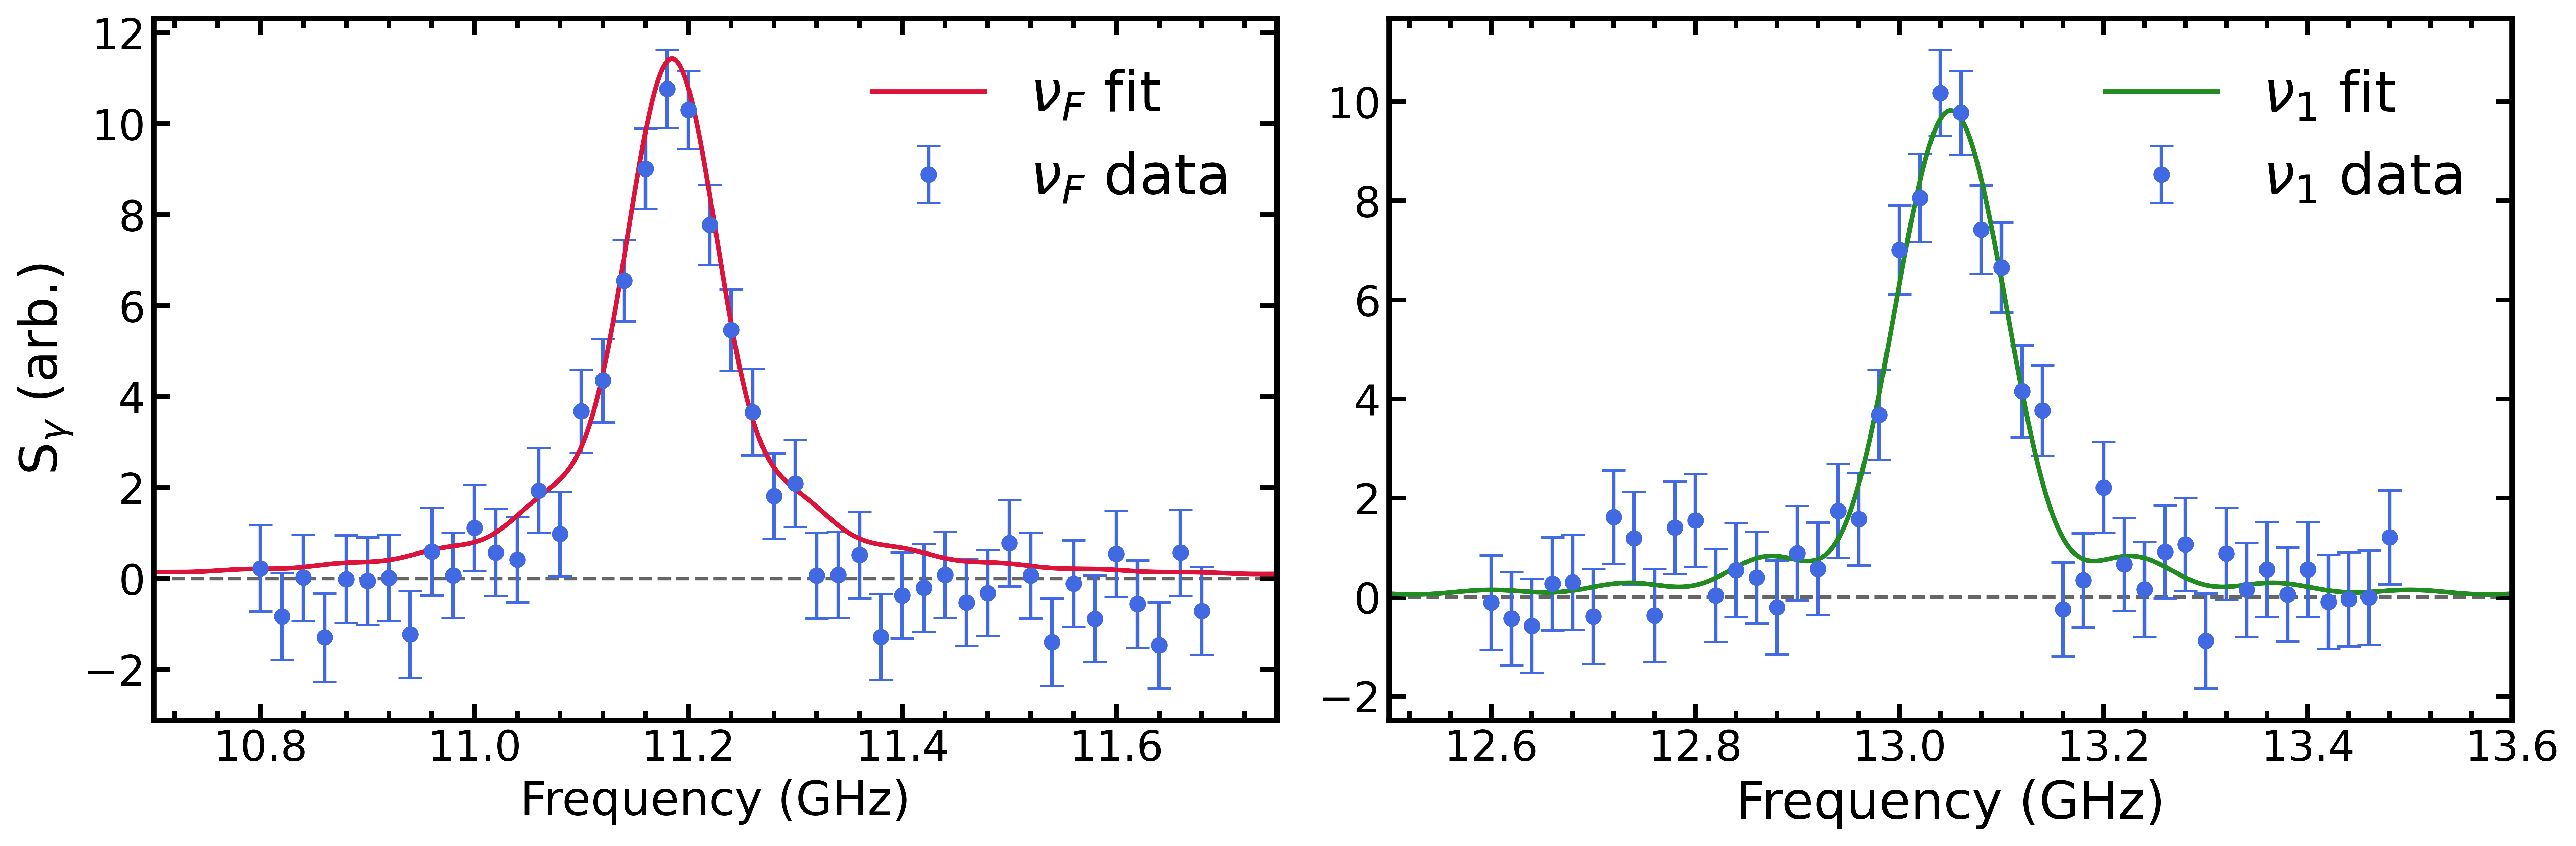 12
10
8
6
4
2
0
−2
S_γ (arb.)
ν_F fit
ν_F data
10.8 11.0 11.2 11.4 11.6
Frequency (GHz)
10
8
6
4
2
0
−2
ν_1 fit
ν_1 data
12.6 12.8 13.0 13.2 13.4 13.6
Frequency (GHz)